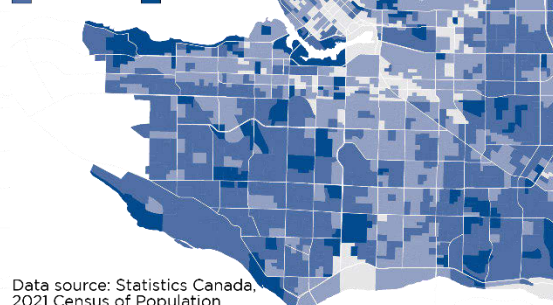 Data source: Statistics Canada,
2021 Census of Population